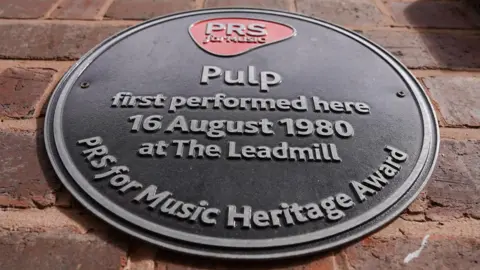 PRS
for Music
Pulp
first performed here
16 August 1980
at The Leadmill
PRS for Music Heritage Award